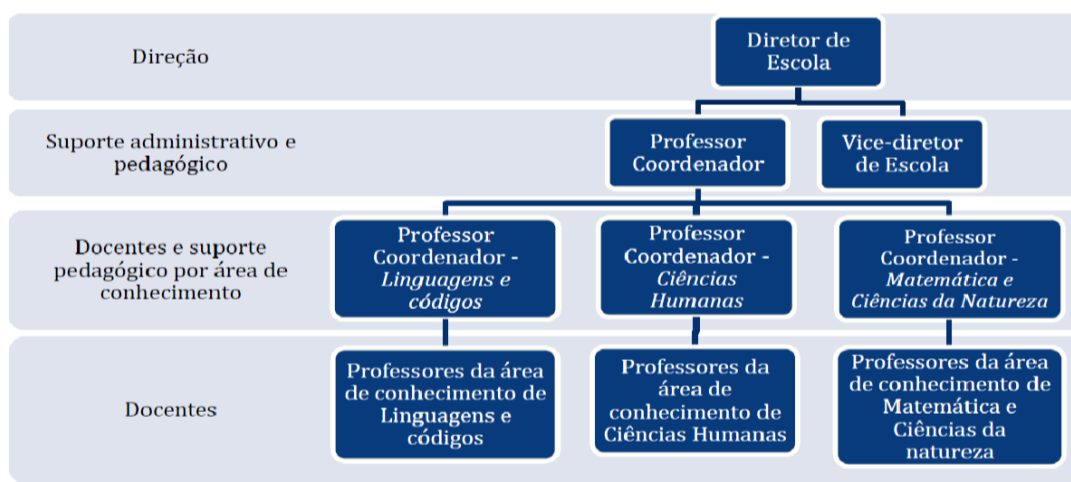 Direção
Diretor de
Escola
Suporte administrativo e
pedagógico
Professor
Coordenador
Vice-diretor
de Escola
Docentes e suporte
pedagógico por área de
conhecimento
Professor
Coordenador -
Linguagens e
códigos
Professor
Coordenador -
Ciências
Humanas
Professor
Coordenador -
Matemática e
Ciências da Natureza
Docentes
Professores da área
de conhecimento de
Linguagens e
códigos
Professores da
área de
conhecimento de
Ciências Humanas
Professores da área
de conhecimento de
Matemática e
Ciências da
natureza